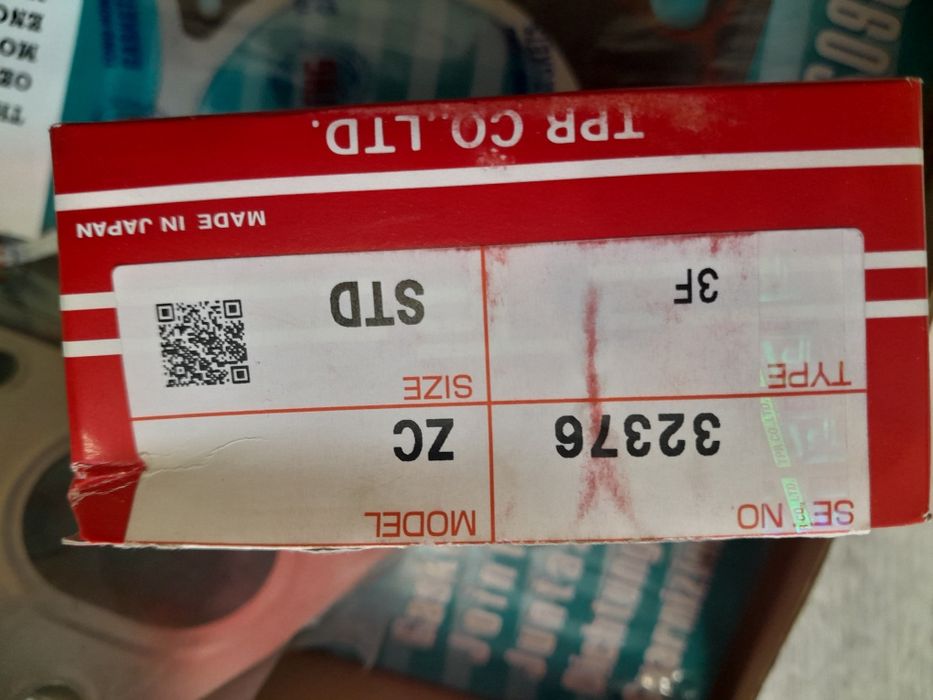 SET NO
MODEL
32376
ZC
TYPE
SIZE
3F
STD
MADE IN JAPAN
TPR CO.,LTD.